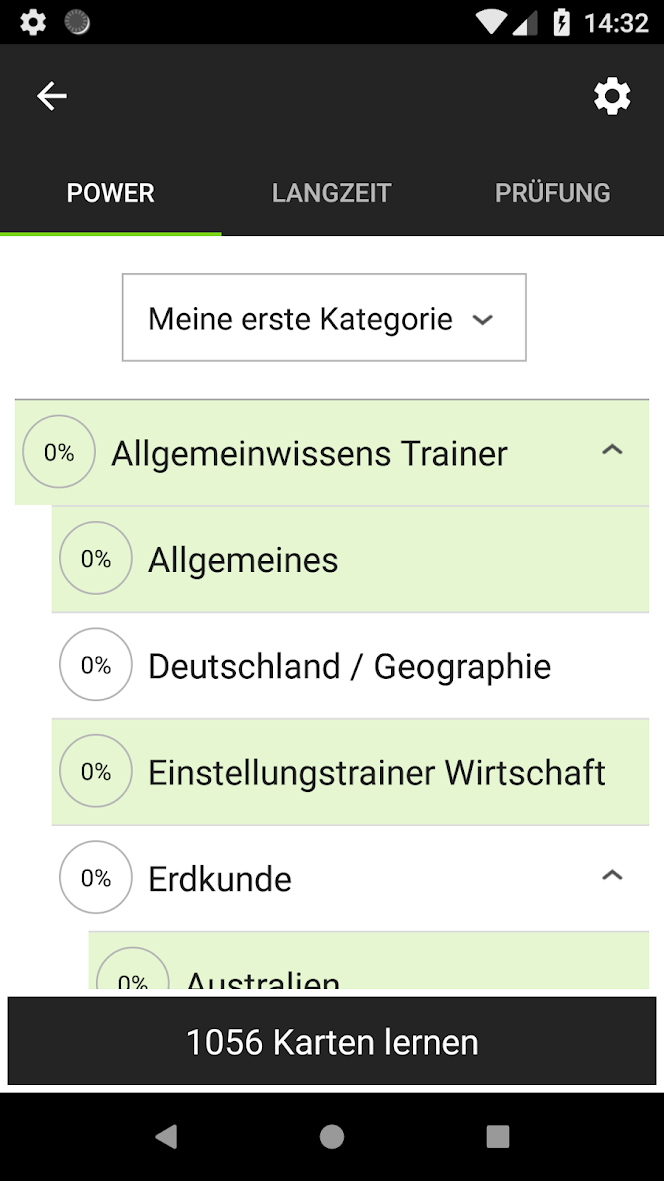 14:32
POWER LANGZEIT PRÜFUNG
Meine erste Kategorie
0% Allgemeinwissens Trainer
0% Allgemeines
0% Deutschland / Geographie
0% Einstellungstrainer Wirtschaft
0% Erdkunde
0% Australien
1056 Karten lernen